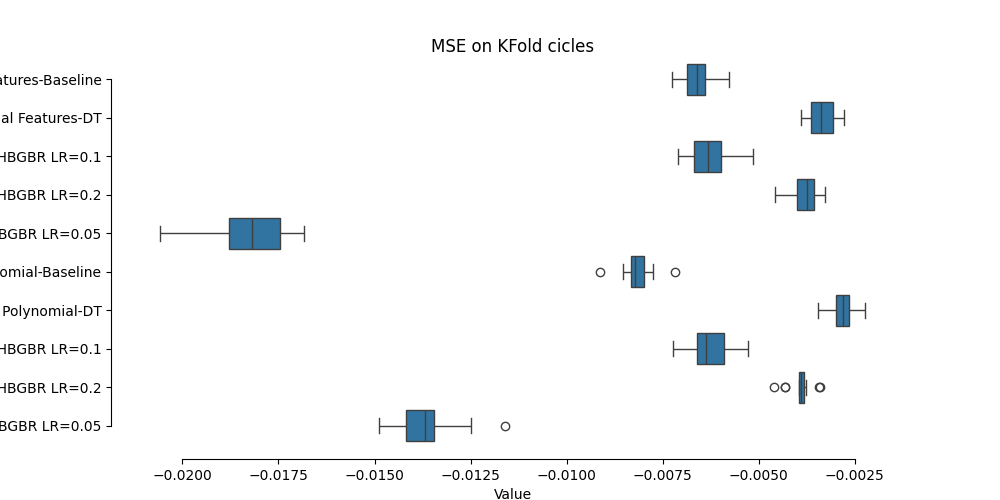 MSE on KFold cicles
atures-Baseline
al Features-DT
HBGBR LR=0.1
HBGBR LR=0.2
BGBR LR=0.05
omial-Baseline
Polynomial-DT
HBGBR LR=0.1
HBGBR LR=0.2
BGBR LR=0.05
−0.0200 −0.0175 −0.0150 −0.0125 −0.0100 −0.0075 −0.0050 −0.0025
Value